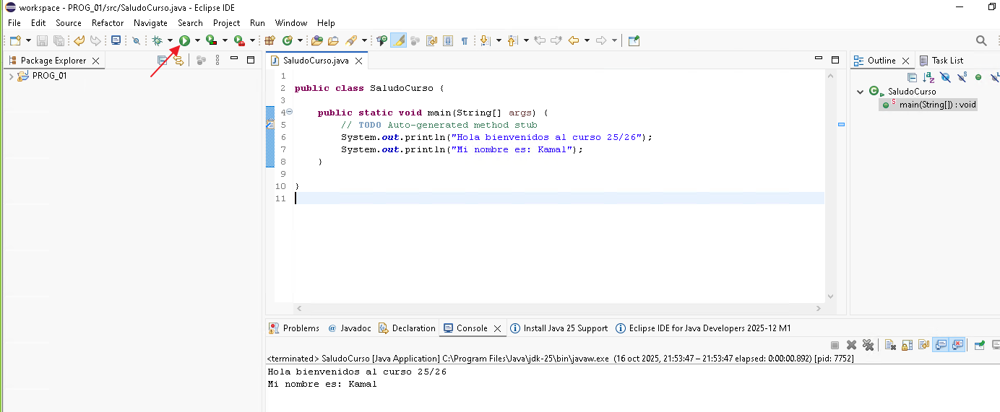 workspace - PROG_01/src/SaludoCurso.java - Eclipse IDE
File Edit Source Refactor Navigate Search Project Run Window Help
Package Explorer
PROG_01
SaludoCurso.java
1
2 public class SaludoCurso {
3
4 public static void main(String[] args) {
5 // TODO Auto-generated method stub
6 System.out.println("Hola bienvenidos al curso 25/26");
7 System.out.println("Mi nombre es: Kamal");
8 }
9
10 }
11
Outline Task List
SaludoCurso
main(String[]) : void
Problems Javadoc Declaration Console Install Java 25 Support Eclipse IDE for Java Developers 2025-12 M1
<terminated> SaludoCurso [Java Application] C:\Program Files\Java\jdk-25\bin\javaw.exe (16 oct 2025, 21:53:47 – 21:53:47 elapsed: 0:00:00.892) [pid: 7752]
Hola bienvenidos al curso 25/26
Mi nombre es: Kamal